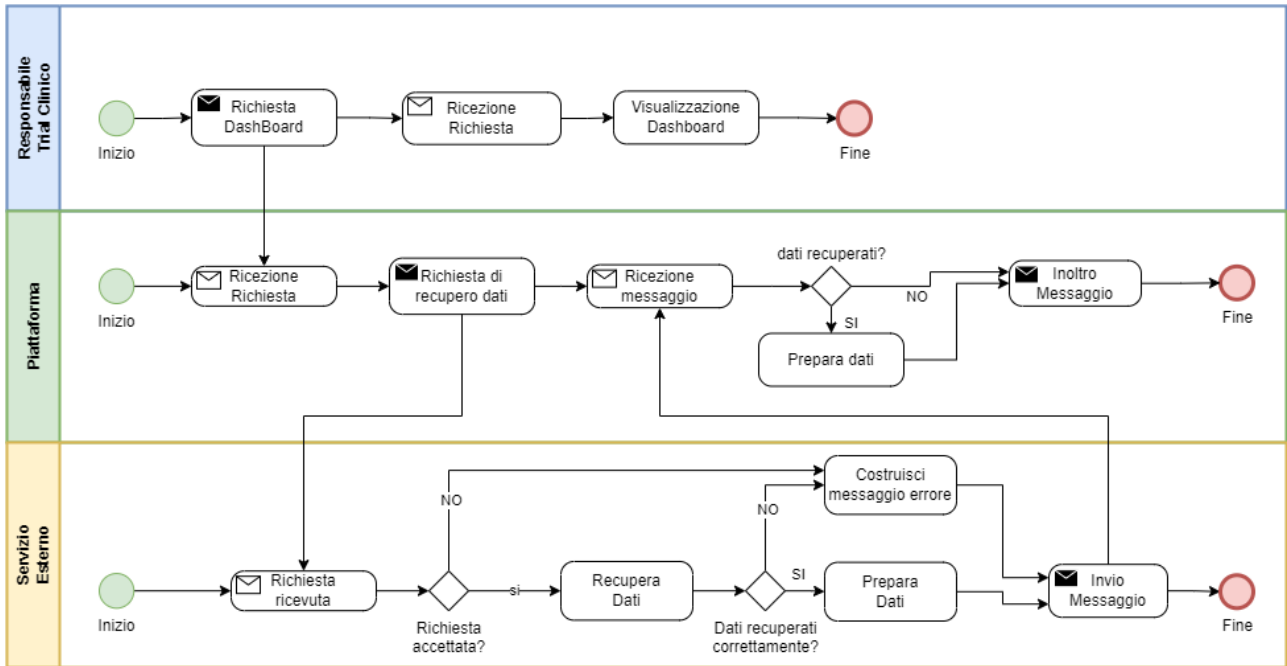 Responsabile
Trial Clinico
Richiesta
DashBoard
Ricezione
Richiesta
Visualizzazione
Dashboard
Inizio
Fine
Piattaforma
Ricezione
Richiesta
Richiesta di
recupero dati
Ricezione
messaggio
dati recuperati?
NO
SI
Prepara dati
Inoltro
Messaggio
Inizio
Fine
Servizio
Esterno
Richiesta
ricevuta
NO
si
Richiesta
accettata?
Recupera
Dati
NO
SI
Dati recuperati
correttamente?
Costruisci
messaggio errore
Prepara
Dati
Invio
Messaggio
Inizio
Fine